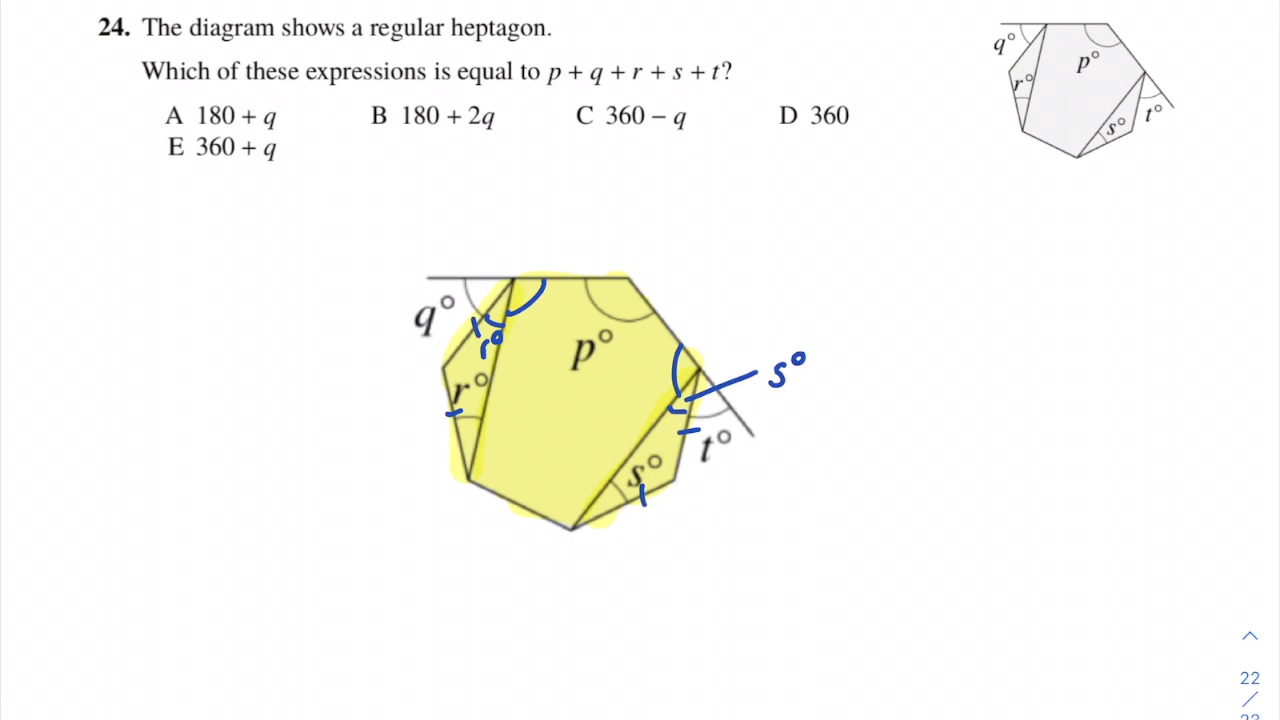 24. The diagram shows a regular heptagon.
Which of these expressions is equal to p + q + r + s + t?
A 180 + q B 180 + 2q C 360 − q D 360
E 360 + q
q° p° r° s° t°
q° r° p° s°
r° s° t°
22
/
23